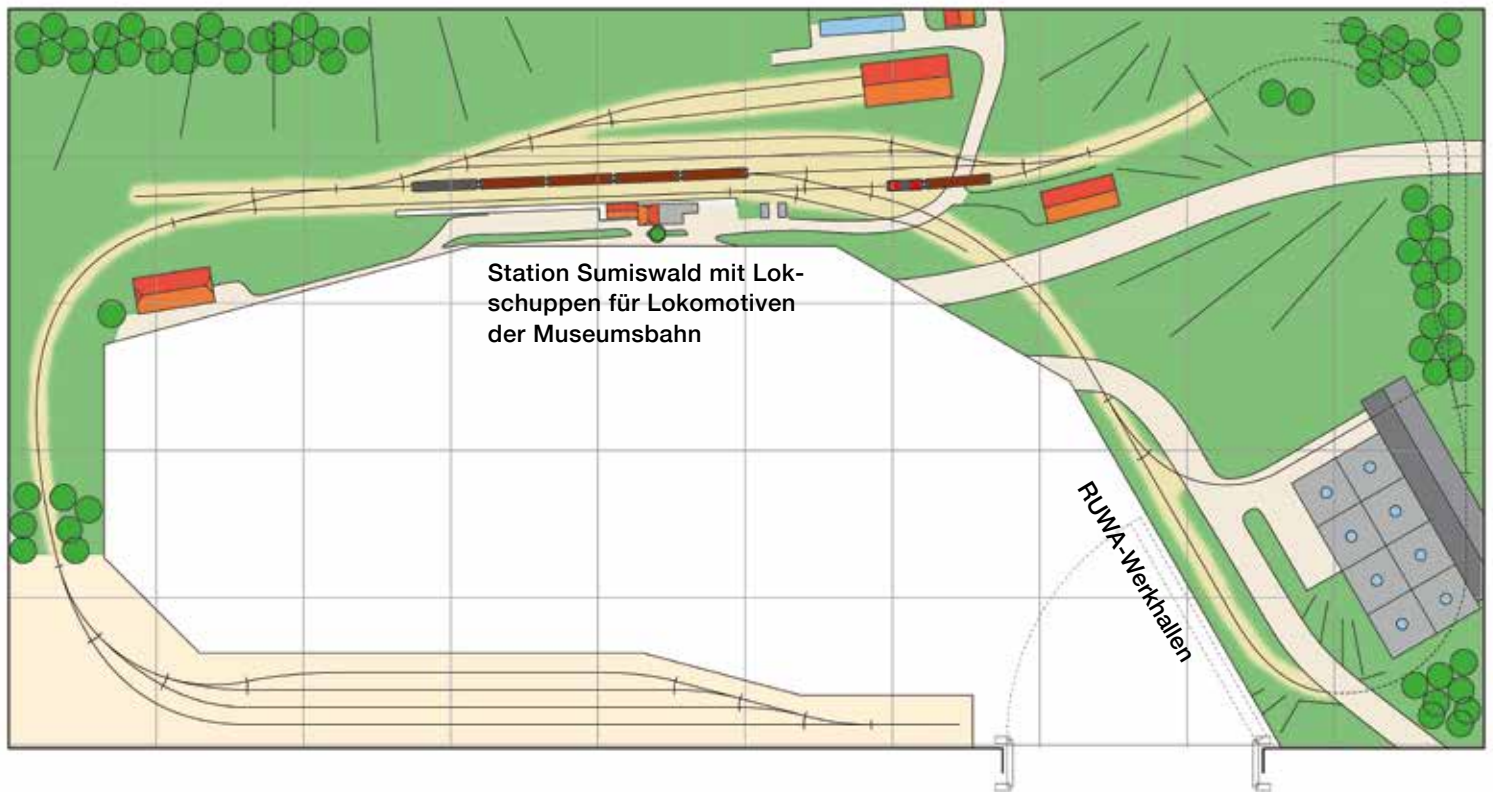 Station Sumiswald mit Lok-
schuppen für Lokomotiven
der Museumsbahn
RUWA-Werkhallen